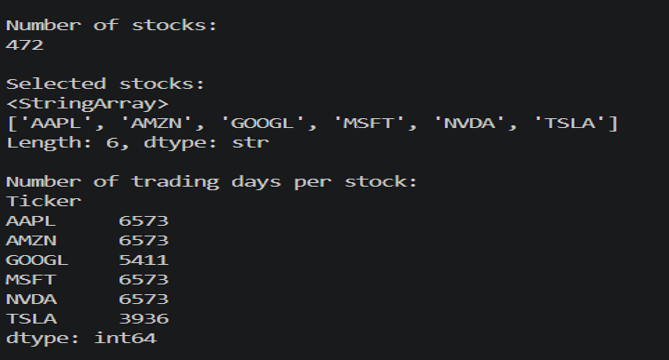 Number of stocks:
472
Selected stocks:
<StringArray>
['AAPL', 'AMZN', 'GOOGL', 'MSFT', 'NVDA', 'TSLA']
Length: 6, dtype: str
Number of trading days per stock:
Ticker
AAPL 6573
AMZN 6573
GOOGL 5411
MSFT 6573
NVDA 6573
TSLA 3936
dtype: int64